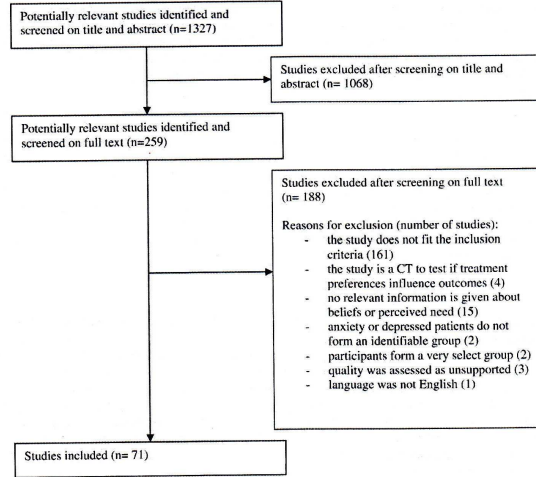 Potentially relevant studies identified and
screened on title and abstract (n=1327)
Studies excluded after screening on title and
abstract (n= 1068)
Potentially relevant studies identified and
screened on full text (n=259)
Studies excluded after screening on full text
(n= 188)
Reasons for exclusion (number of studies):
- the study does not fit the inclusion
criteria (161)
- the study is a CT to test if treatment
preferences influence outcomes (4)
- no relevant information is given about
beliefs or perceived need (15)
- anxiety or depressed patients do not
form an identifiable group (2)
- participants form a very select group (2)
- quality was assessed as unsupported (3)
- language was not English (1)
Studies included (n= 71)